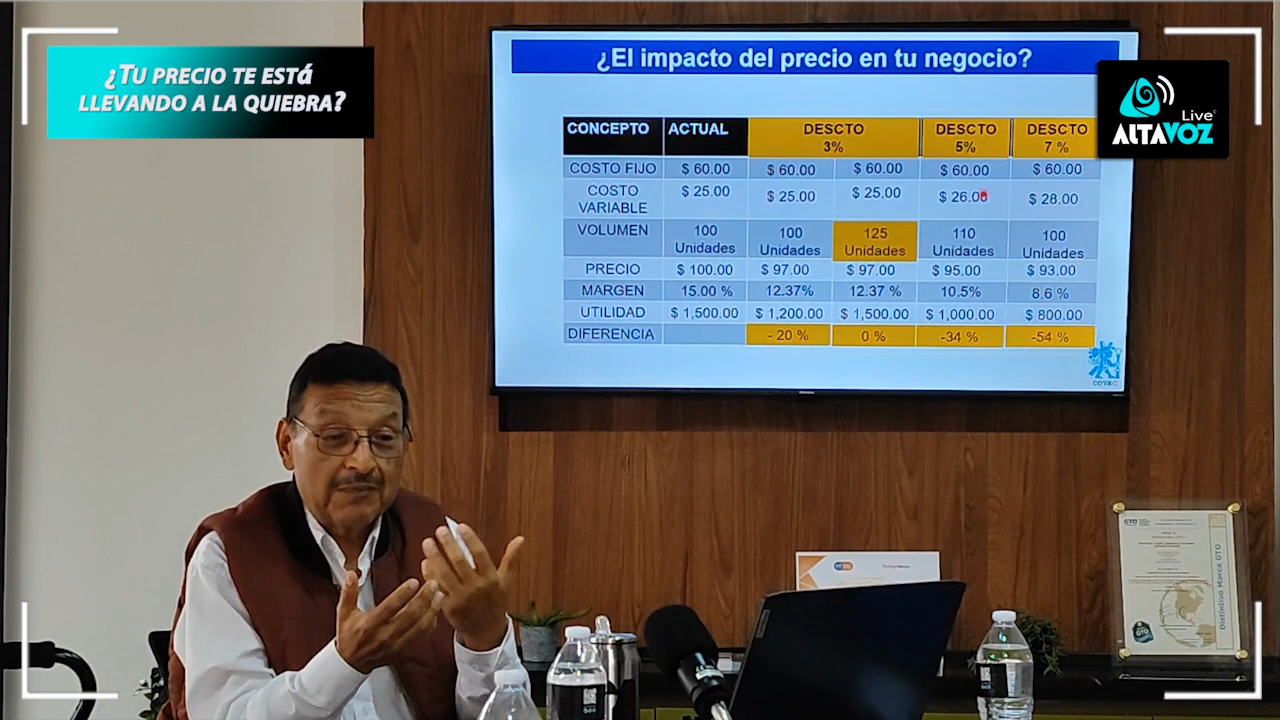 ¿TU PRECIO TE ESTá
LLEVANDO A LA QUIEBRA?
Live
ALTAVOZ
¿El impacto del precio en tu negocio?
CONCEPTO ACTUAL DESCTO 3% DESCTO 5% DESCTO 7 %
COSTO FIJO $ 60.00 $ 60.00 $ 60.00 $ 60.00 $ 60.00
COSTO VARIABLE $ 25.00 $ 25.00 $ 25.00 $ 26.00 $ 28.00
VOLUMEN 100 Unidades 100 Unidades 125 Unidades 110 Unidades 100 Unidades
PRECIO $ 100.00 $ 97.00 $ 97.00 $ 95.00 $ 93.00
MARGEN 15.00 % 12.37% 12.37 % 10.5% 8.6 %
UTILIDAD $ 1,500.00 $ 1,200.00 $ 1,500.00 $ 1,000.00 $ 800.00
DIFERENCIA - 20 % 0 % -34 % -54 %
GTO
Distintivo Marca GTO
GTO